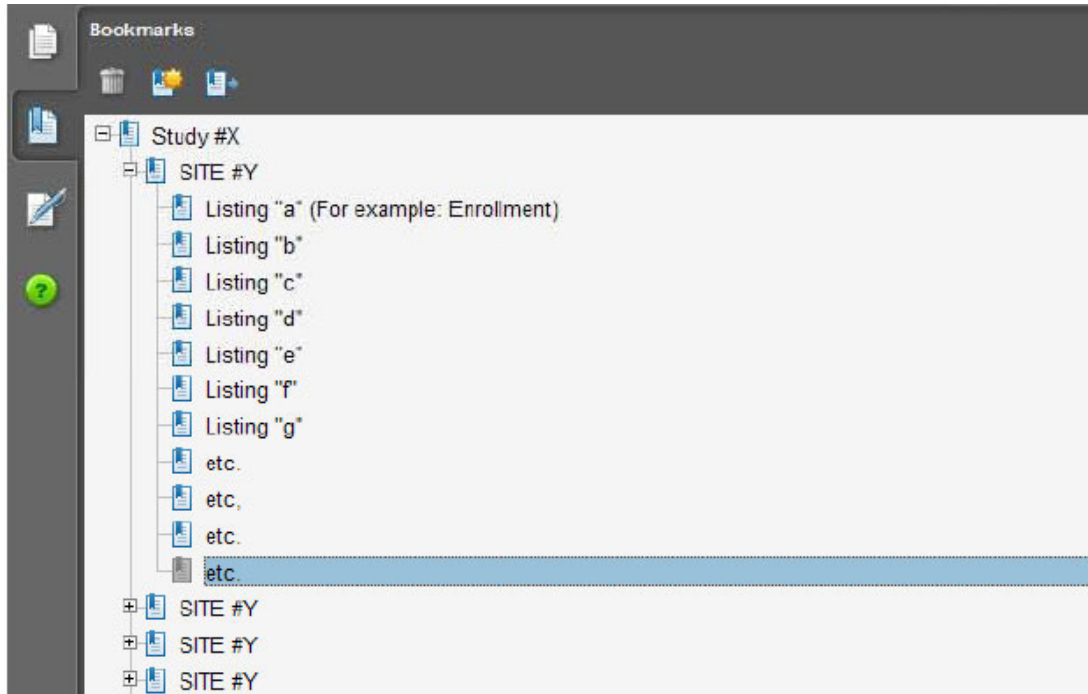 Bookmarks
Study #X
SITE #Y
Listing "a" (For example: Enrollment)
Listing "b"
Listing "c"
Listing "d"
Listing "e"
Listing "f"
Listing "g"
etc.
etc,
etc.
etc.
SITE #Y
SITE #Y
SITE #Y